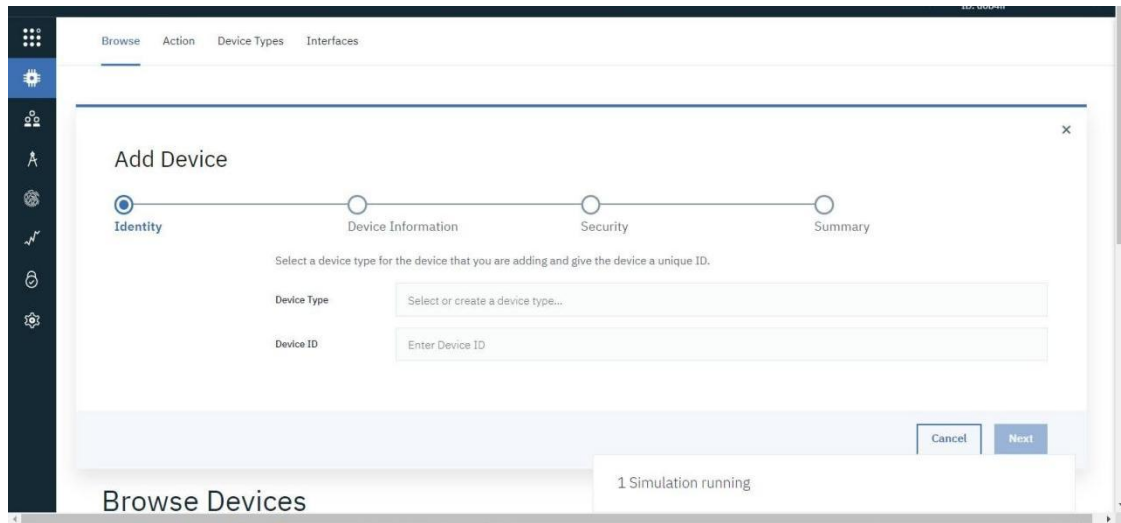 Browse Action Device Types Interfaces
Add Device
Identity Device Information Security Summary
Select a device type for the device that you are adding and give the device a unique ID.
Device Type Select or create a device type...
Device ID Enter Device ID
Cancel Next
1 Simulation running
Browse Devices